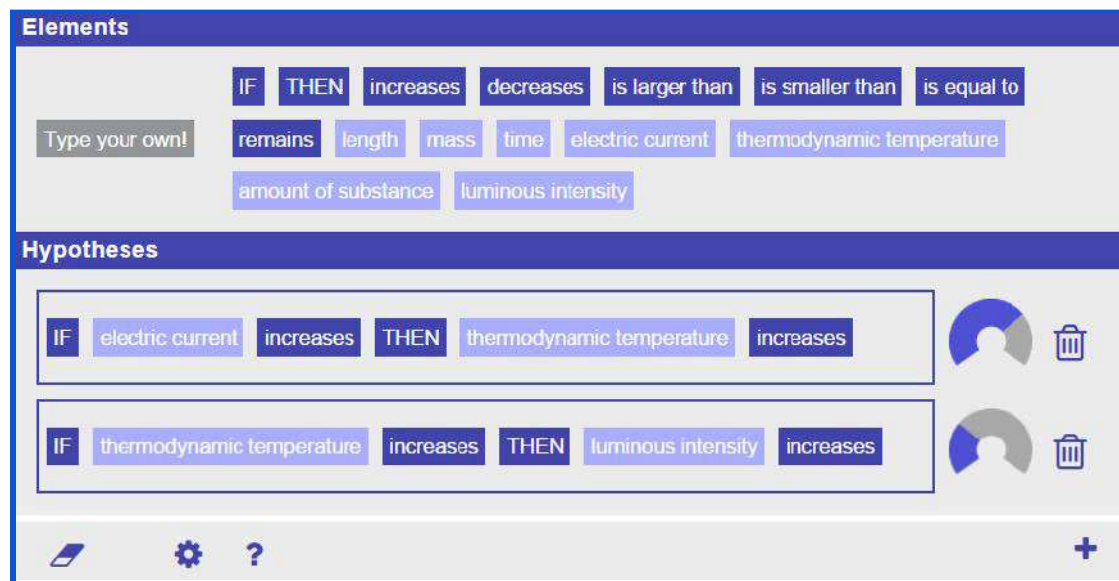 Elements
IF THEN increases decreases is larger than is smaller than is equal to
Type your own! remains length mass time electric current thermodynamic temperature
amount of substance luminous intensity
Hypotheses
IF electric current increases THEN thermodynamic temperature increases
IF thermodynamic temperature increases THEN luminous intensity increases
?
+